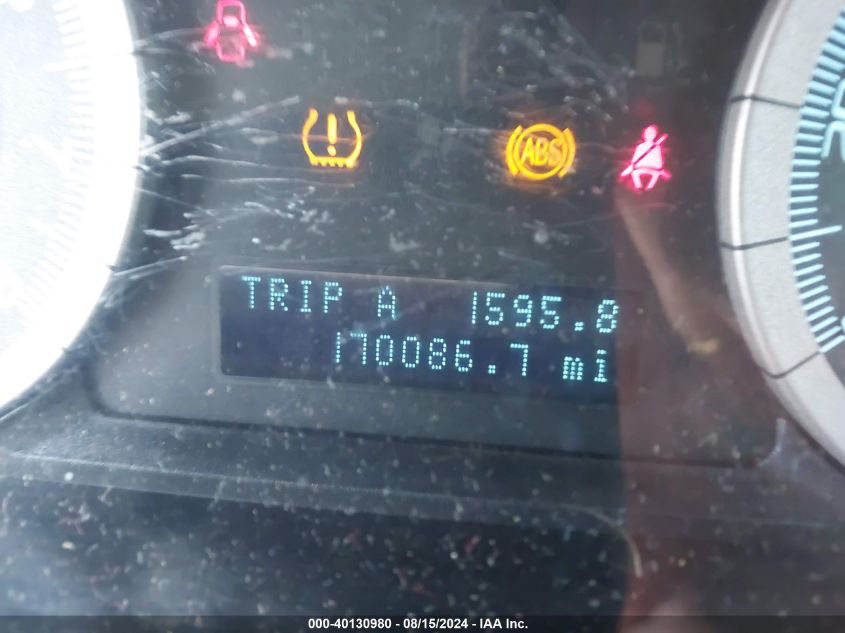 ABS
TRIP A 1595.8
170086.7 mi
000-40130980 - 08/15/2024 - IAA Inc.